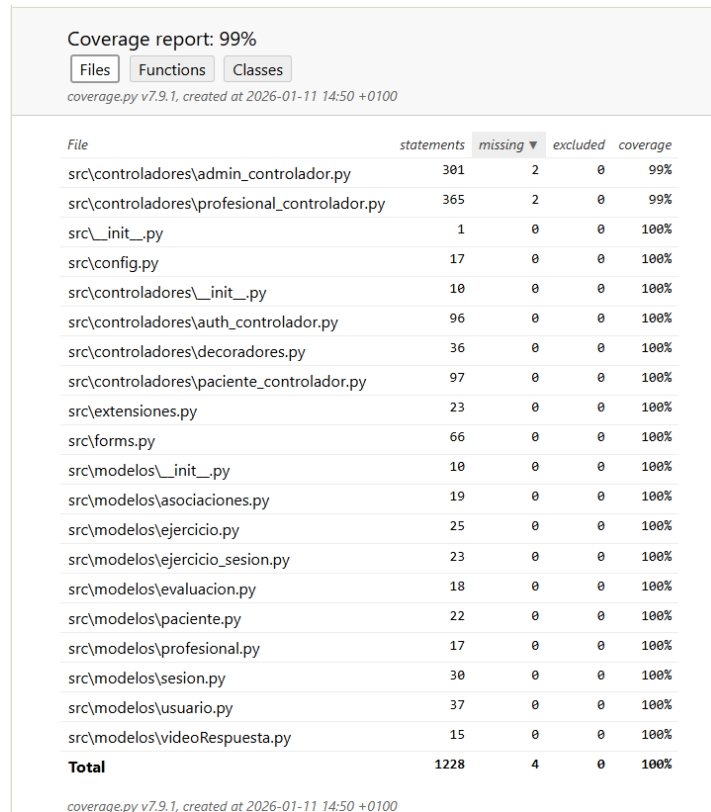 Coverage report: 99%
Files Functions Classes
coverage.py v7.9.1, created at 2026-01-11 14:50 +0100
File statements missing ▼ excluded coverage
src\controladores\admin_controlador.py 301 2 0 99%
src\controladores\profesional_controlador.py 365 2 0 99%
src\__init__.py 1 0 0 100%
src\config.py 17 0 0 100%
src\controladores\__init__.py 10 0 0 100%
src\controladores\auth_controlador.py 96 0 0 100%
src\controladores\decoradores.py 36 0 0 100%
src\controladores\paciente_controlador.py 97 0 0 100%
src\extensiones.py 23 0 0 100%
src\forms.py 66 0 0 100%
src\modelos\__init__.py 10 0 0 100%
src\modelos\asociaciones.py 19 0 0 100%
src\modelos\ejercicio.py 25 0 0 100%
src\modelos\ejercicio_sesion.py 23 0 0 100%
src\modelos\evaluacion.py 18 0 0 100%
src\modelos\paciente.py 22 0 0 100%
src\modelos\profesional.py 17 0 0 100%
src\modelos\sesion.py 30 0 0 100%
src\modelos\usuario.py 37 0 0 100%
src\modelos\videoRespuesta.py 15 0 0 100%
Total 1228 4 0 100%
coverage.py v7.9.1, created at 2026-01-11 14:50 +0100